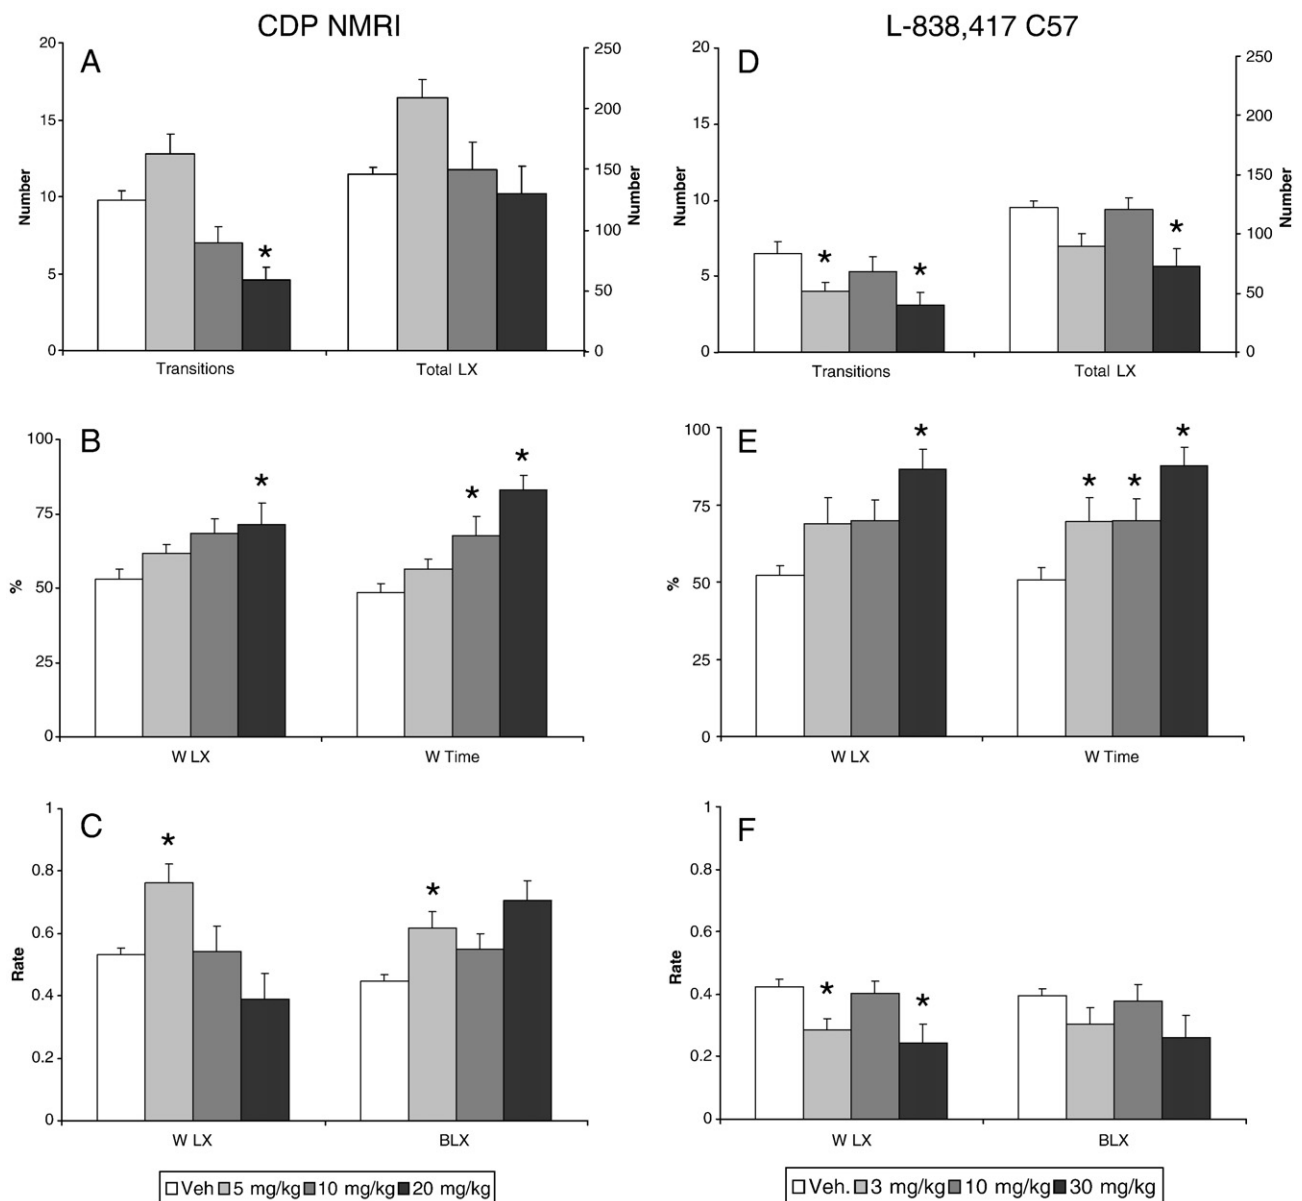 CDP NMRI
L-838,417 C57
A
20
15
10
5
0
Number
250
200
150
100
50
0
Number
*
Transitions
Total LX
D
20
15
10
5
0
Number
250
200
150
100
50
0
Number
*
*
*
Transitions
Total LX
B
100
75
50
25
0
%
*
*
*
W LX
W Time
E
100
75
50
25
0
%
*
*
*
*
W LX
W Time
C
1
0.8
0.6
0.4
0.2
0
Rate
*
*
W LX
BLX
F
1
0.8
0.6
0.4
0.2
0
Rate
*
*
W LX
BLX
Veh 5 mg/kg 10 mg/kg 20 mg/kg
Veh. 3 mg/kg 10 mg/kg 30 mg/kg